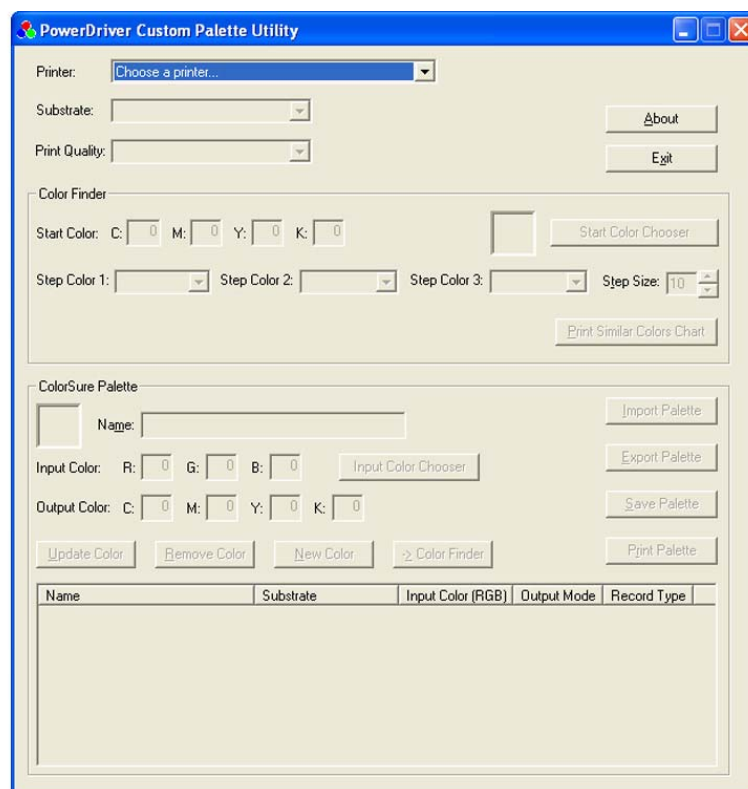 PowerDriver Custom Palette Utility
Printer: Choose a printer...
Substrate:
About
Print Quality:
Exit
Color Finder
Start Color: C: 0 M: 0 Y: 0 K: 0 Start Color Chooser
Step Color 1: Step Color 2: Step Color 3: Step Size: 10
Print Similar Colors Chart
ColorSure Palette
Import Palette
Name:
Export Palette
Input Color: R: 0 G: 0 B: 0 Input Color Chooser
Output Color: C: 0 M: 0 Y: 0 K: 0 Save Palette
Update Color Remove Color New Color -> Color Finder Print Palette
Name Substrate Input Color (RGB) Output Mode Record Type